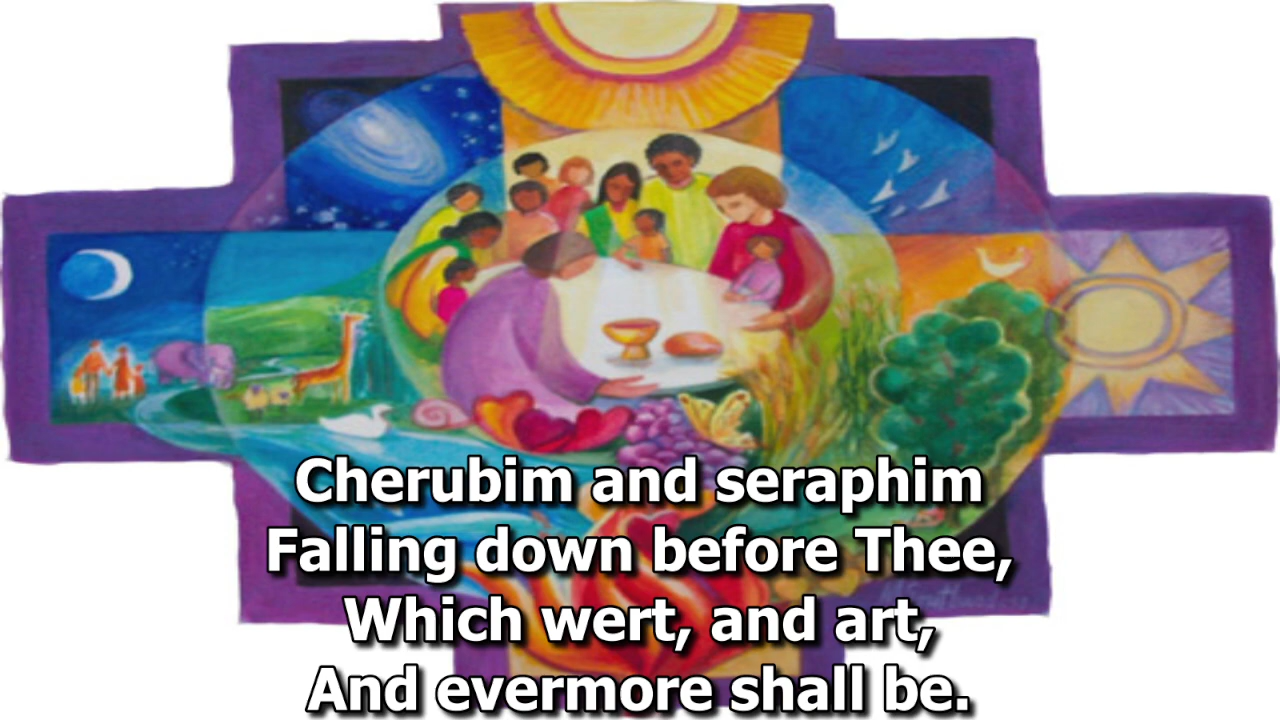 Cherubim and seraphim
Falling down before Thee,
Which wert, and art,
And evermore shall be.